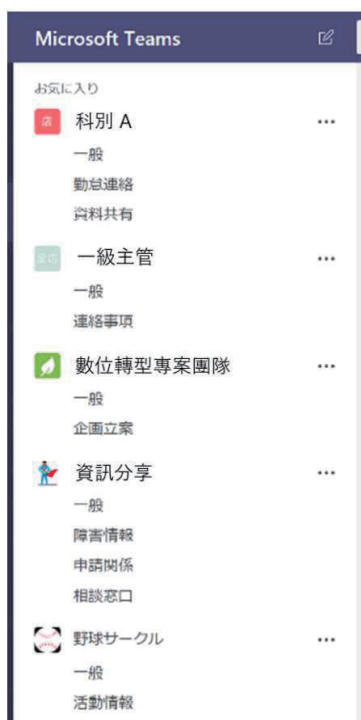 Microsoft Teams
お気に入り
店
科別 A
一般
勤怠連絡
資料共有
一級主管
一般
連絡事項
數位轉型專案團隊
一般
企画立案
資訊分享
一般
障害情報
申請関係
相談窓口
野球サークル
一般
活動情報